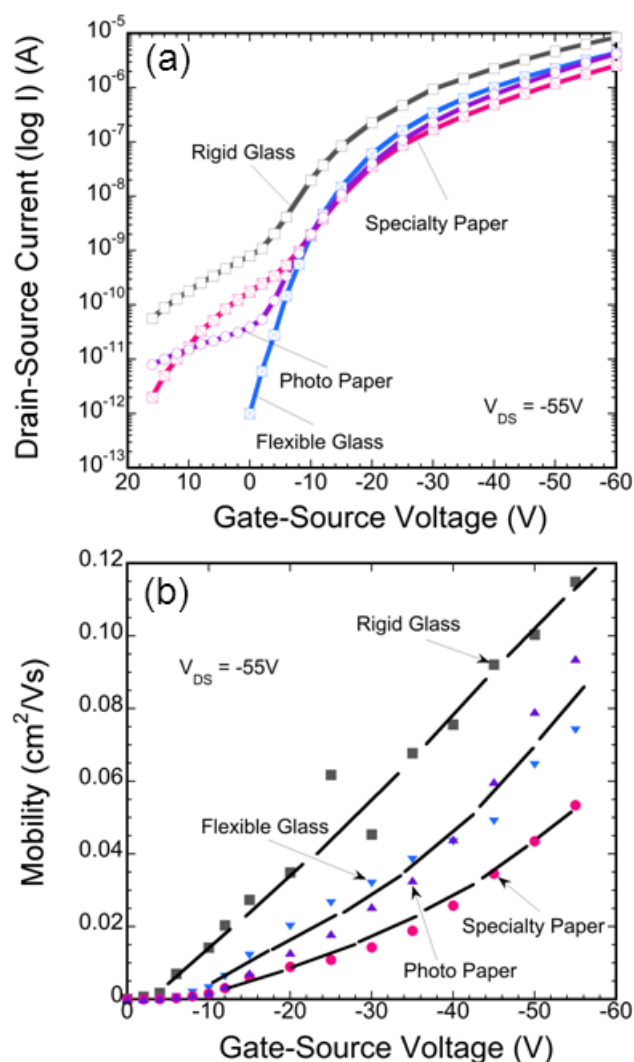 (a)
Drain-Source Current (log I) (A)
10⁻⁵
10⁻⁶
10⁻⁷
10⁻⁸
10⁻⁹
10⁻¹⁰
10⁻¹¹
10⁻¹²
10⁻¹³
Rigid Glass
Specialty Paper
Photo Paper
Flexible Glass
V_DS = -55V
20 10 0 -10 -20 -30 -40 -50 -60
Gate-Source Voltage (V)
(b)
Mobility (cm²/Vs)
0.12
0.10
0.08
0.06
0.04
0.02
0
Rigid Glass
V_DS = -55V
Flexible Glass
Specialty Paper
Photo Paper
0 -10 -20 -30 -40 -50 -60
Gate-Source Voltage (V)